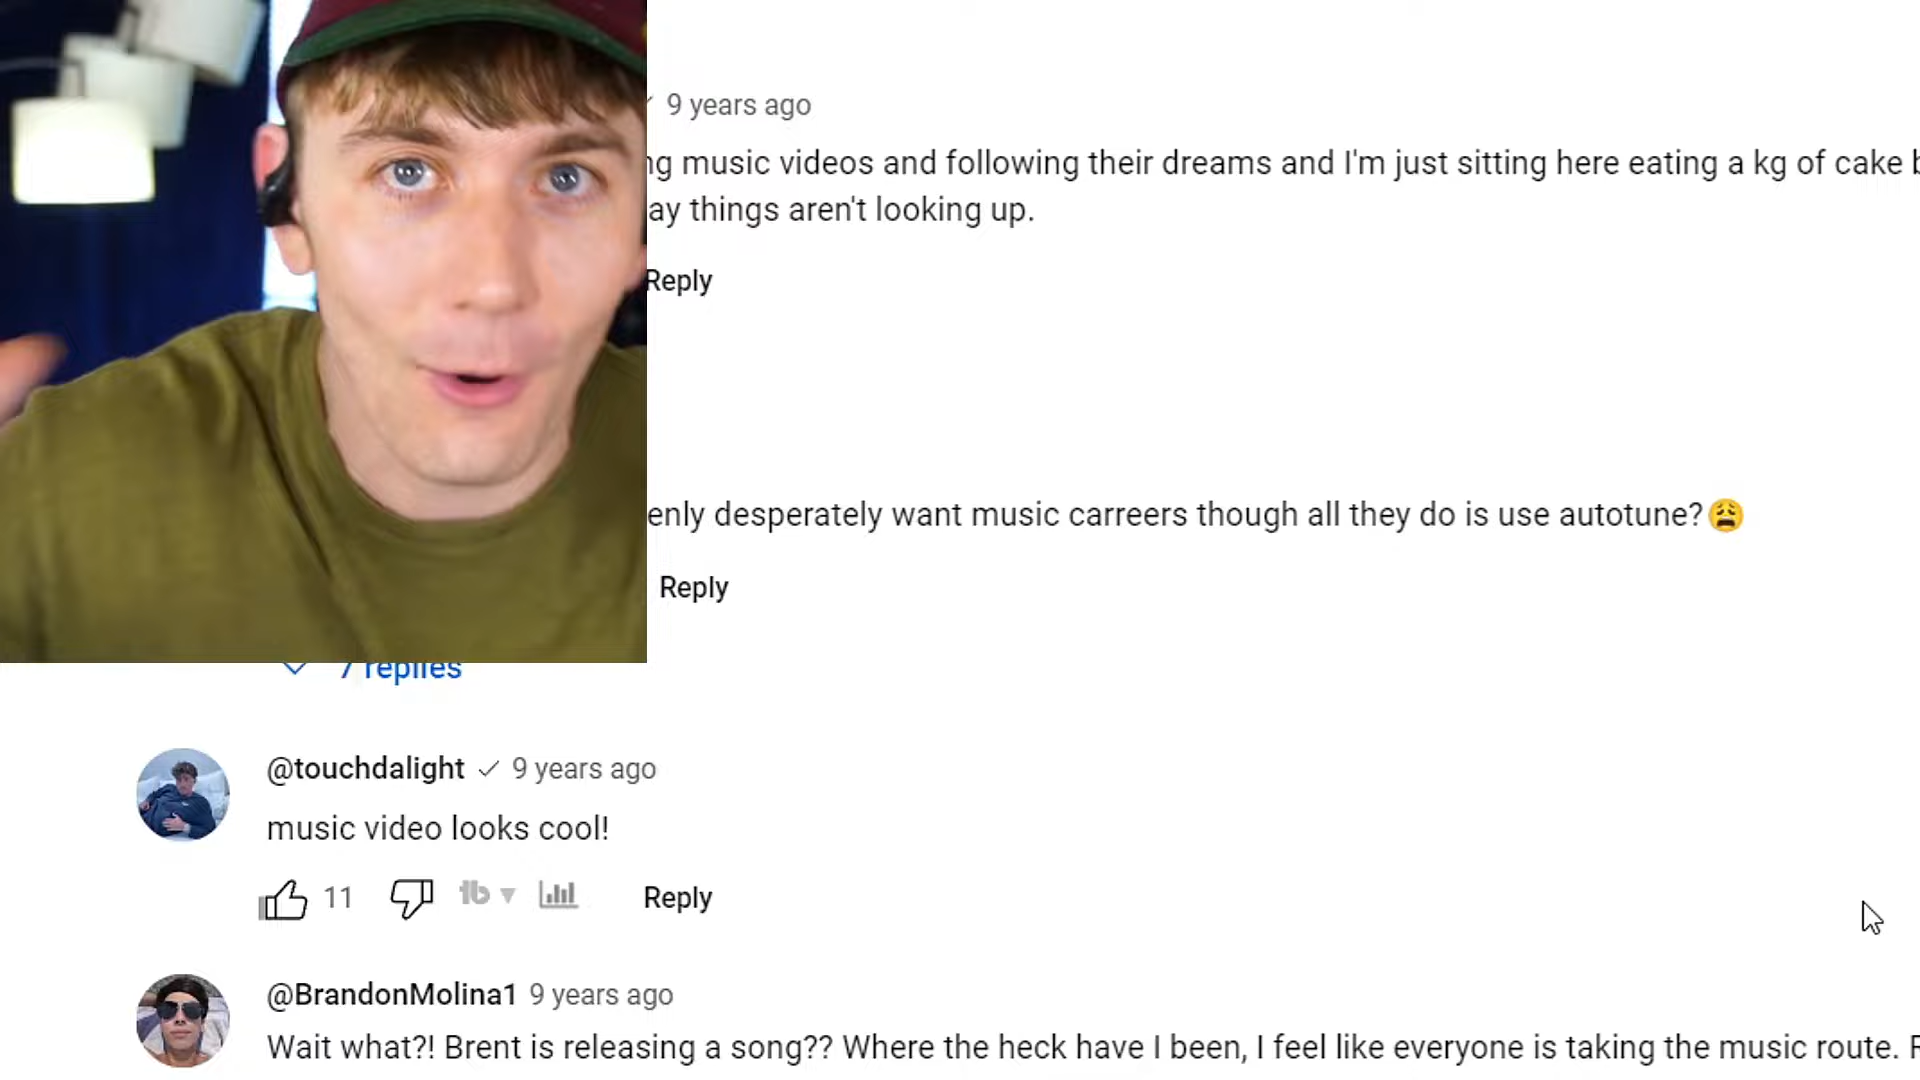 9 years ago
music videos and following their dreams and I'm just sitting here eating a kg of cake
things aren't looking up.
Reply
desperately want music carreers though all they do is use autotune?😩
Reply
7 replies
@touchdalight ✓ 9 years ago
music video looks cool!
11 Reply
@BrandonMolina1 9 years ago
Wait what?! Brent is releasing a song?? Where the heck have I been, I feel like everyone is taking the music route.